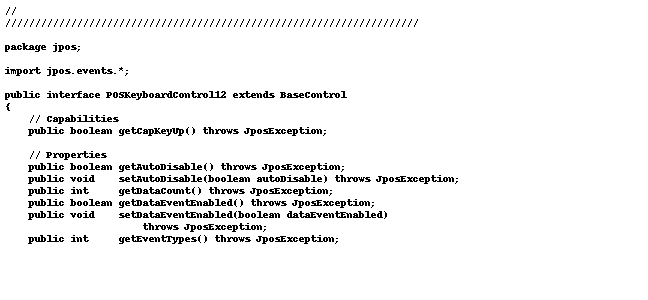 //
//////////////////////////////////////////////////////////////////////
package jpos;
import jpos.events.*;
public interface POSKeyboardControl12 extends BaseControl
{
// Capabilities
public boolean getCapKeyUp() throws JposException;
// Properties
public boolean getAutoDisable() throws JposException;
public void    setAutoDisable(boolean autoDisable) throws JposException;
public int     getDataCount() throws JposException;
public boolean getDataEventEnabled() throws JposException;
public void    setDataEventEnabled(boolean dataEventEnabled)
throws JposException;
public int     getEventTypes() throws JposException;